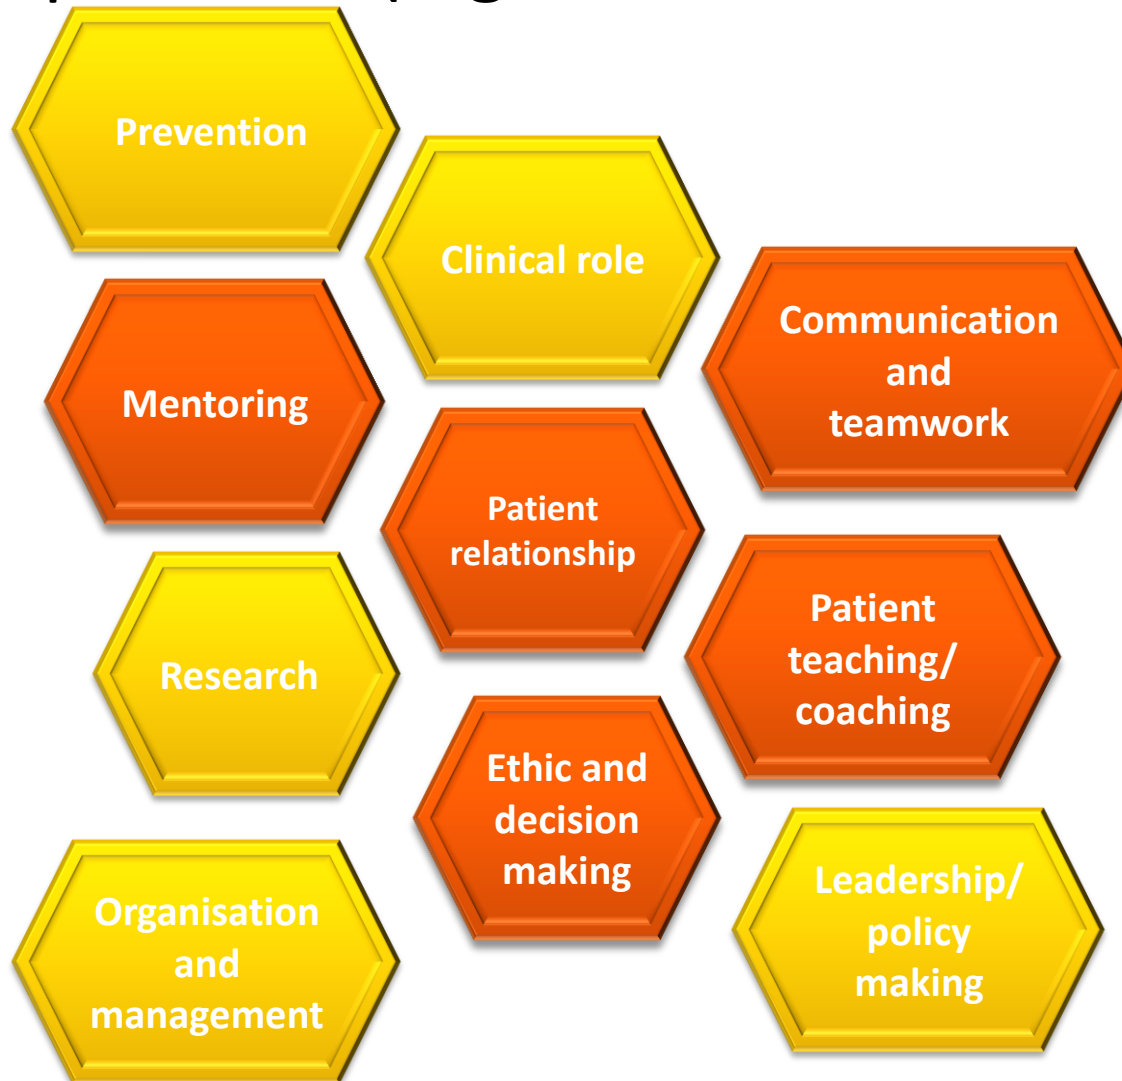 Prevention
Clinical role
Communication
and
teamwork
Mentoring
Patient
relationship
Patient
teaching/
coaching
Research
Ethic and
decision
making
Leadership/
policy
making
Organisation
and
management